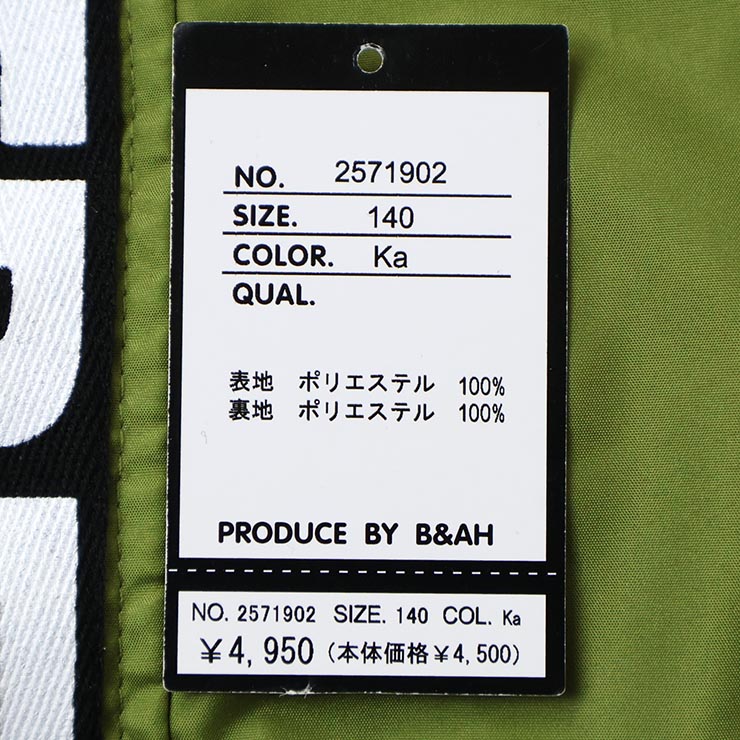 NO. 2571902
SIZE. 140
COLOR. Ka
QUAL.
表地 ポリエステル 100%
裏地 ポリエステル 100%
PRODUCE BY B&AH
NO. 2571902 SIZE. 140 COL. Ka
￥4,950 (本体価格￥4,500)